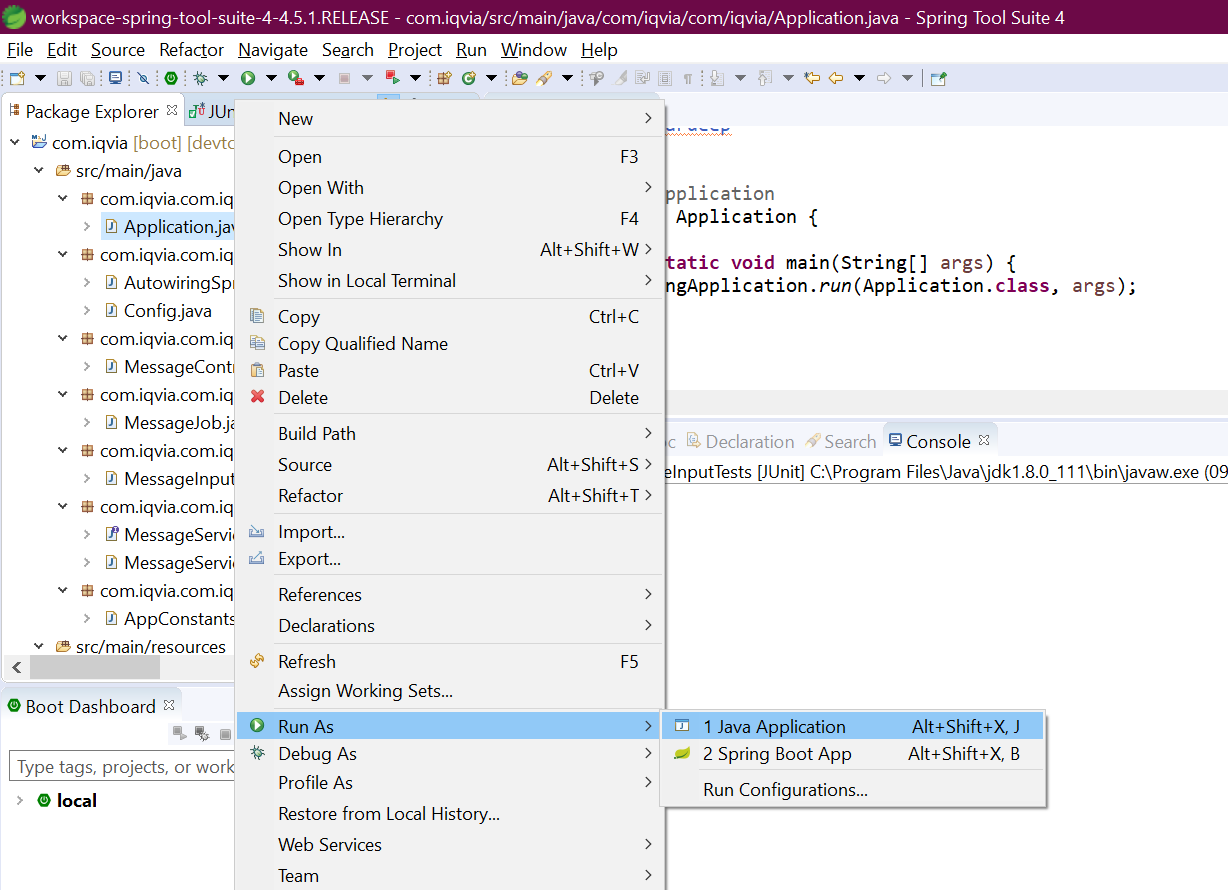 workspace-spring-tool-suite-4-4.5.1.RELEASE - com.iqvia/src/main/java/com/iqvia/com/iqvia/Application.java - Spring Tool Suite 4
File Edit Source Refactor Navigate Search Project Run Window Help
Package Explorer
com.iqvia [boot]
src/main/java
com.iqvia.com.iq
Application.jav
com.iqvia.com.iq
AutowiringSpr
Config.java
com.iqvia.com.iq
MessageContr
com.iqvia.com.iq
MessageJob.ja
com.iqvia.com.iq
MessageInput
com.iqvia.com.iq
MessageServi
MessageServi
com.iqvia.com.iq
AppConstants
src/main/resources
Boot Dashboard
Type tags, projects, or work
local
New
Open F3
Open With
Open Type Hierarchy F4
Show In Alt+Shift+W
Show in Local Terminal
Copy Ctrl+C
Copy Qualified Name
Paste Ctrl+V
Delete Delete
Build Path
Source Alt+Shift+S
Refactor Alt+Shift+T
Import...
Export...
References
Declarations
Refresh F5
Assign Working Sets...
Run As
Debug As
Profile As
Restore from Local History...
Web Services
Team
1 Java Application Alt+Shift+X, J
2 Spring Boot App Alt+Shift+X, B
Run Configurations...
pplication
Application {
tatic void main(String[] args) {
ngApplication.run(Application.class, args);
Declaration Search Console
eInputTests [JUnit] C:\Program Files\Java\jdk1.8.0_111\bin\javaw.exe (09